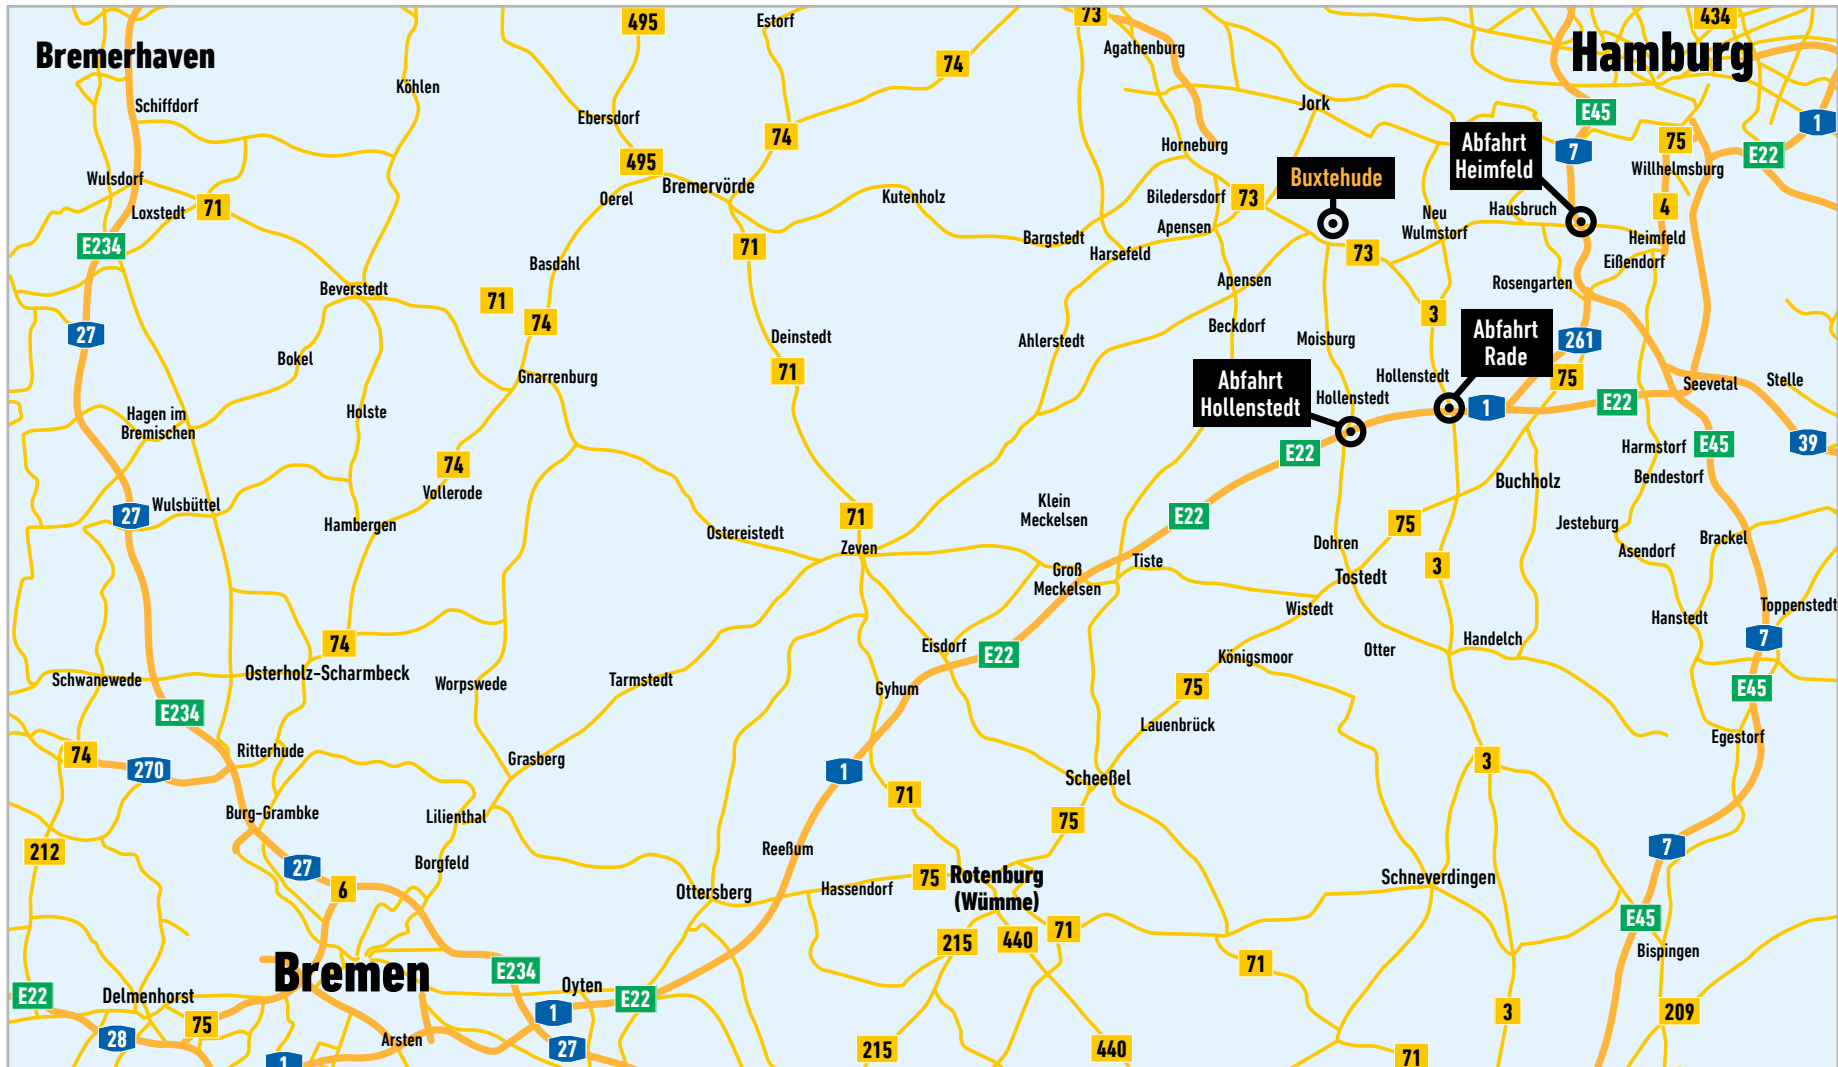 495
Estorf
73
434
Bremerhaven
Agathenburg
Hamburg
74
Köhlen
Schiffdorf
Jork
E45
Ebersdorf
1
74
Abfahrt
Heimfeld
75
Horneburg
7
E22
495
Willhelmsburg
Wulsdorf
Bremervörde
Buxtehude
Oerel
Kutenholz
Biledersdorf
73
Loxstedt
71
Neu
Wulmstorf
Hausbruch
4
Apensen
Bargstedt
Harsefeld
Heimfeld
E234
71
73
Basdahl
Eißendorf
Apensen
Rosengarten
Beverstedt
71
74
3
27
Deinstedt
Ahlerstedt
Beckdorf
Moisburg
Abfahrt
Rade
261
Bokel
71
Gnarrenburg
Hollenstedt
75
Seevetal
Stelle
Abfahrt
Hollenstedt
Hollenstedt
1
E22
Hagen im
Bremischen
Holste
E22
Harmstorf
E45
39
74
Vollerode
Bendestorf
Buchholz
Wulsbüttel
27
Hambergen
Klein
Meckelsen
71
E22
75
Jesteburg
Ostereistedt
Zeven
Dohren
Asendorf
Brackel
Groß
Meckelsen
Tiste
3
Tostedt
Wistedt
Toppenstedt
Hanstedt
74
Eisdorf
E22
Königsmoor
Otter
Handelch
7
Osterholz-Scharmbeck
Schwanewede
Worpswede
Tarmstedt
Gyhum
75
E45
E234
Lauenbrück
Egestorf
74
270
Ritterhude
Grasberg
1
Scheeßel
3
71
Burg-Grambke
Lilienthal
75
212
Reeßum
7
27
Borgfeld
6
Ottersberg
Hassendorf
75
Rotenburg
(Wümme)
Schneverdingen
E45
71
215
440
Bispingen
71
Bremen
E234
Oyten
E22
E22
Delmenhorst
75
1
3
209
28
Arsten
27
215
440
71
1